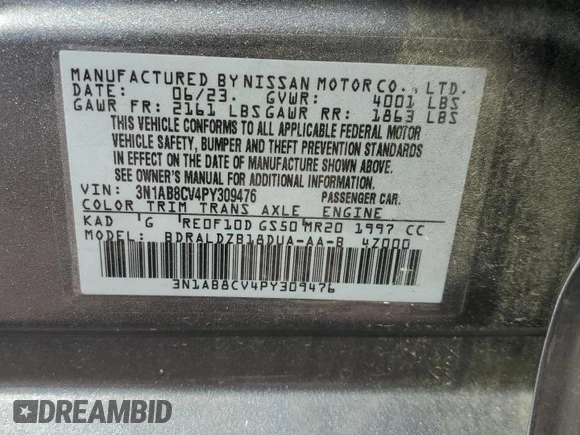 MANUFACTURED BY NISSAN MOTOR CO., LTD.
DATE: 06/23. GVWR: 4001 LBS
GAWR FR: 2161 LBS GAWR RR: 1863 LBS
THIS VEHICLE CONFORMS TO ALL APPLICABLE FEDERAL MOTOR
VEHICLE SAFETY, BUMPER AND THEFT PREVENTION STANDARDS
IN EFFECT ON THE DATE OF MANUFACTURE SHOWN ABOVE.
SEE OWNER'S MANUAL FOR ADDITIONAL INFORMATION.
VIN: 3N1AB8CV4PY309476 PASSENGER CAR.
COLOR TRIM TRANS AXLE ENGINE
KAD G RE0F10D GS50 MR20 1997 CC
MODEL: BDRALDZB18DUA-AA-B 4Z000
3N1AB8CV4PY309476
DREAMBID